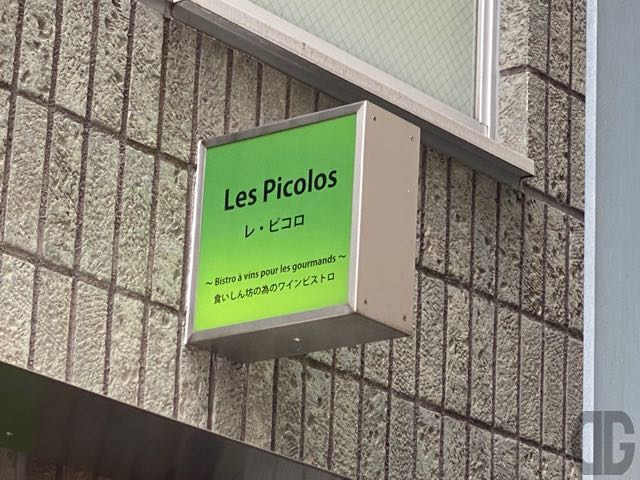 Les Picolos
レ・ピコロ
～ Bistro à vins pour les gourmands ～
食いしん坊の為のワインビストロ
DG